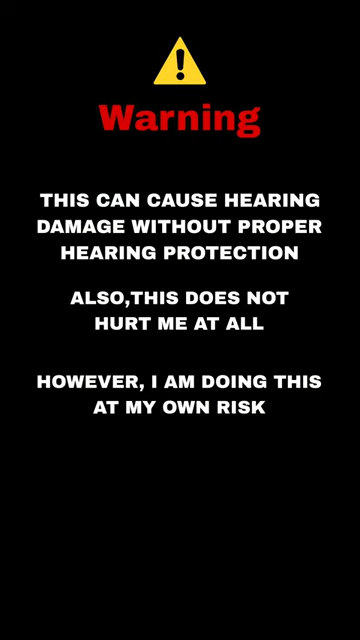 Warning
THIS CAN CAUSE HEARING
DAMAGE WITHOUT PROPER
HEARING PROTECTION
ALSO,THIS DOES NOT
HURT ME AT ALL
HOWEVER, I AM DOING THIS
AT MY OWN RISK